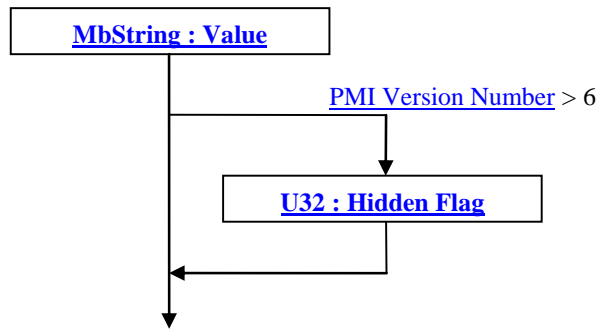 MbString : Value
PMI Version Number > 6
U32 : Hidden Flag